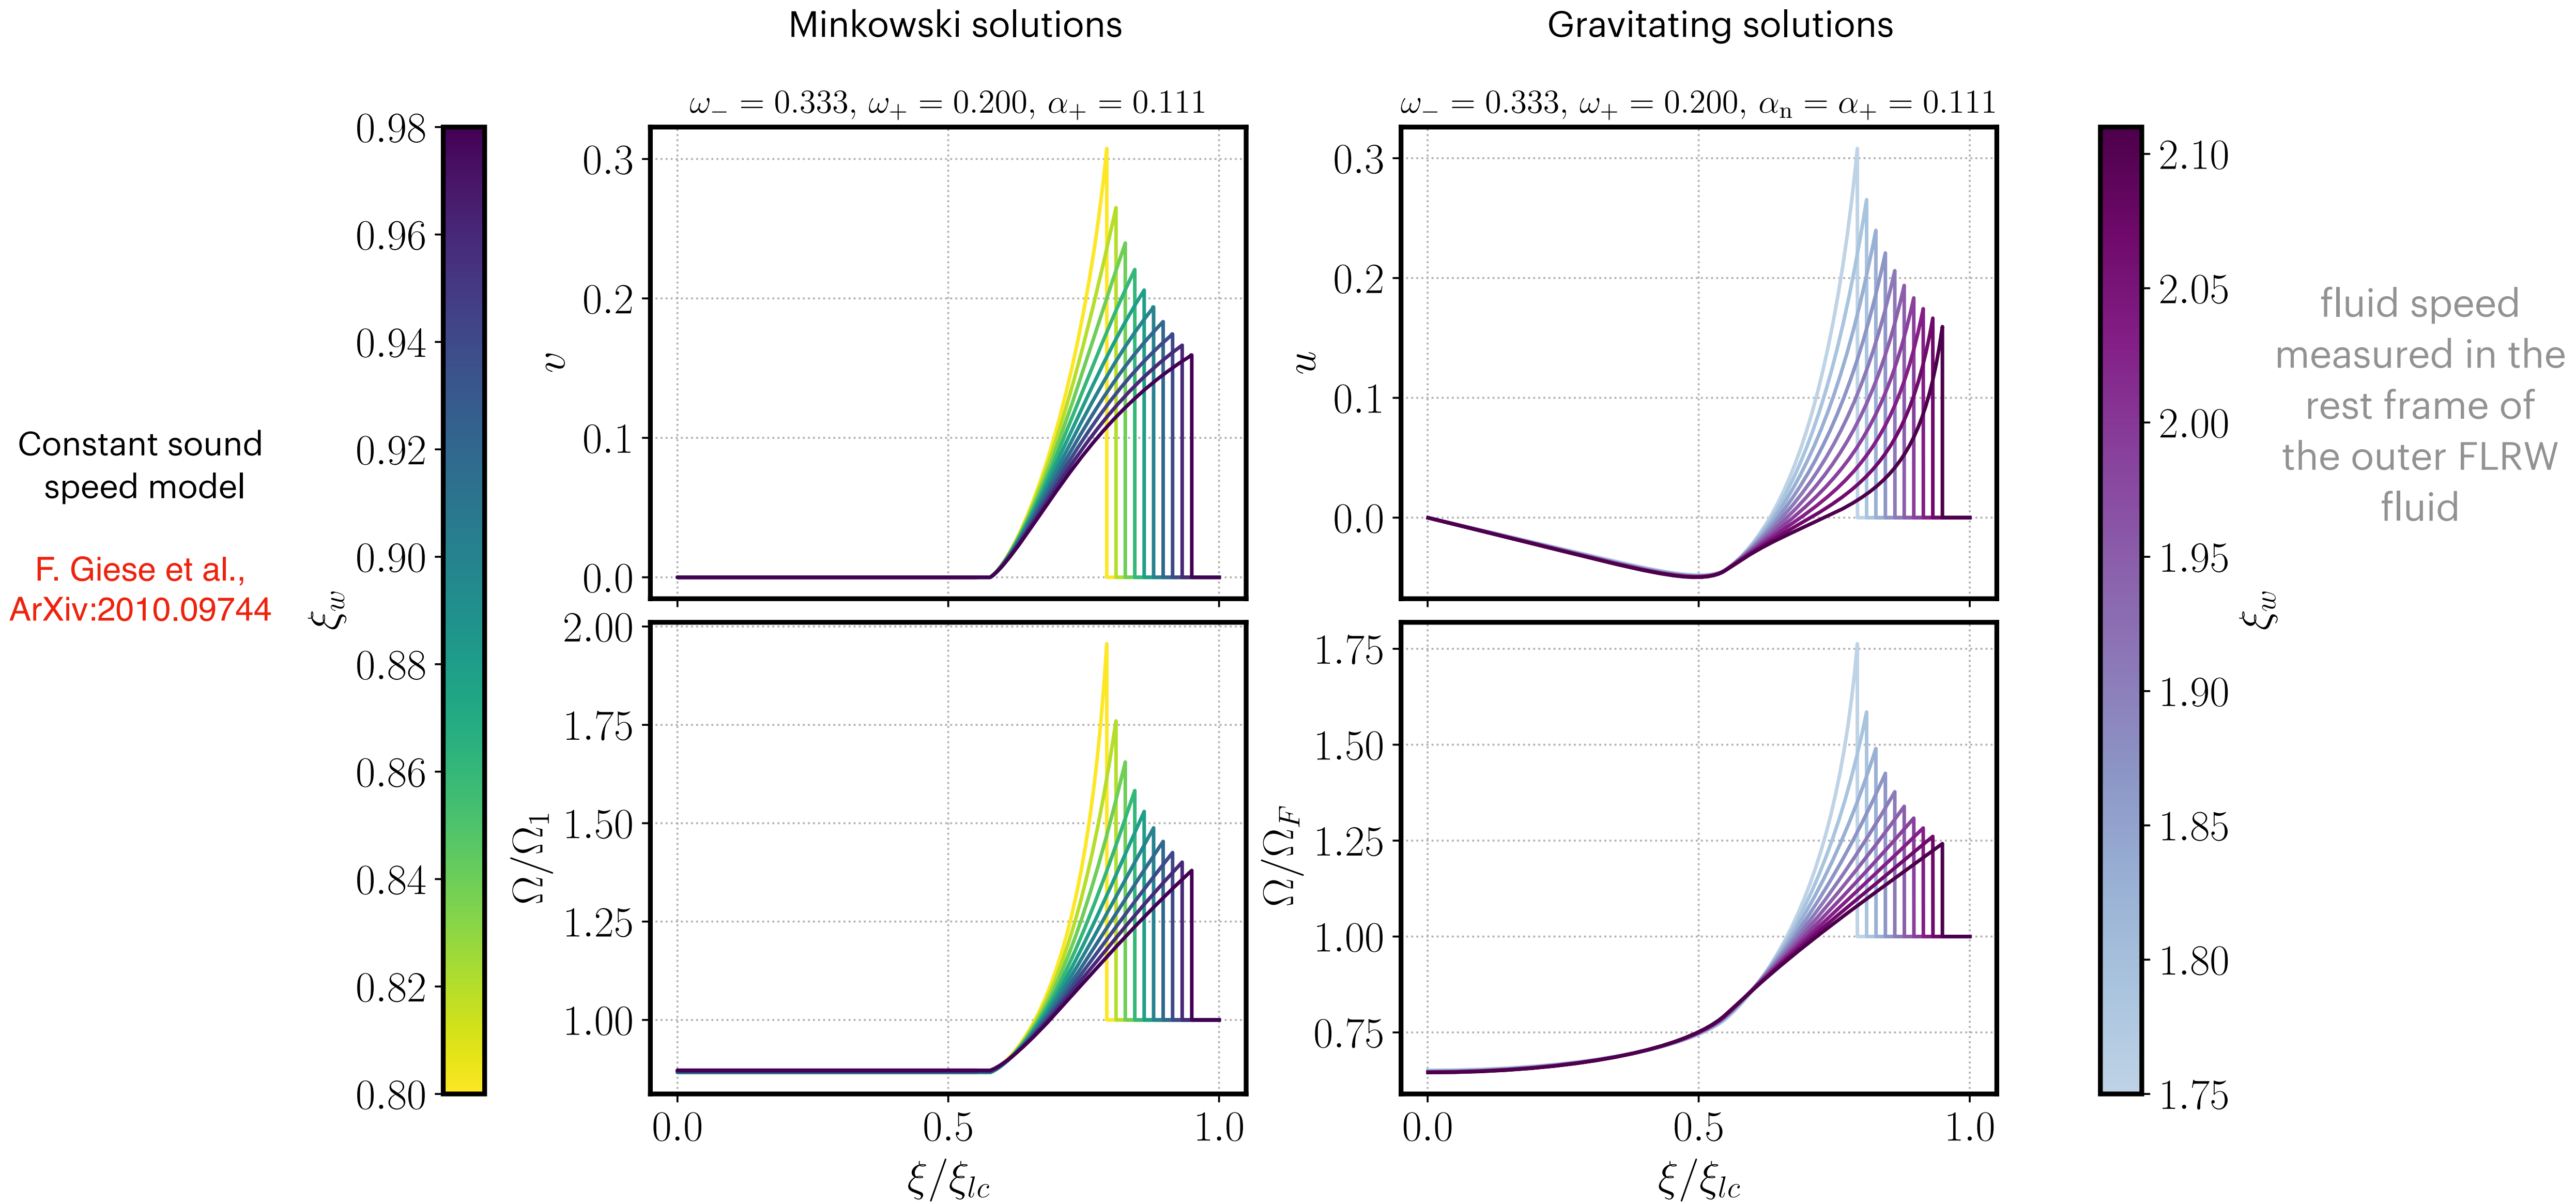 Minkowski solutions
Gravitating solutions
ω₋ = 0.333, ω₊ = 0.200, α₊ = 0.111
ω₋ = 0.333, ω₊ = 0.200, αₙ = α₊ = 0.111
Constant sound
speed model
F. Giese et al.,
ArXiv:2010.09744
0.98
0.96
0.94
0.92
0.90
0.88
0.86
0.84
0.82
0.80
ξ_w
0.3
0.2
0.1
0.0
v
2.00
1.75
1.50
1.25
1.00
Ω/Ω₁
0.0
0.5
1.0
ξ/ξ_lc
0.3
0.2
0.1
0.0
u
1.75
1.50
1.25
1.00
0.75
Ω/Ω_F
0.0
0.5
1.0
ξ/ξ_lc
2.10
2.05
2.00
1.95
1.90
1.85
1.80
1.75
ξ_w
fluid speed
measured in the
rest frame of
the outer FLRW
fluid